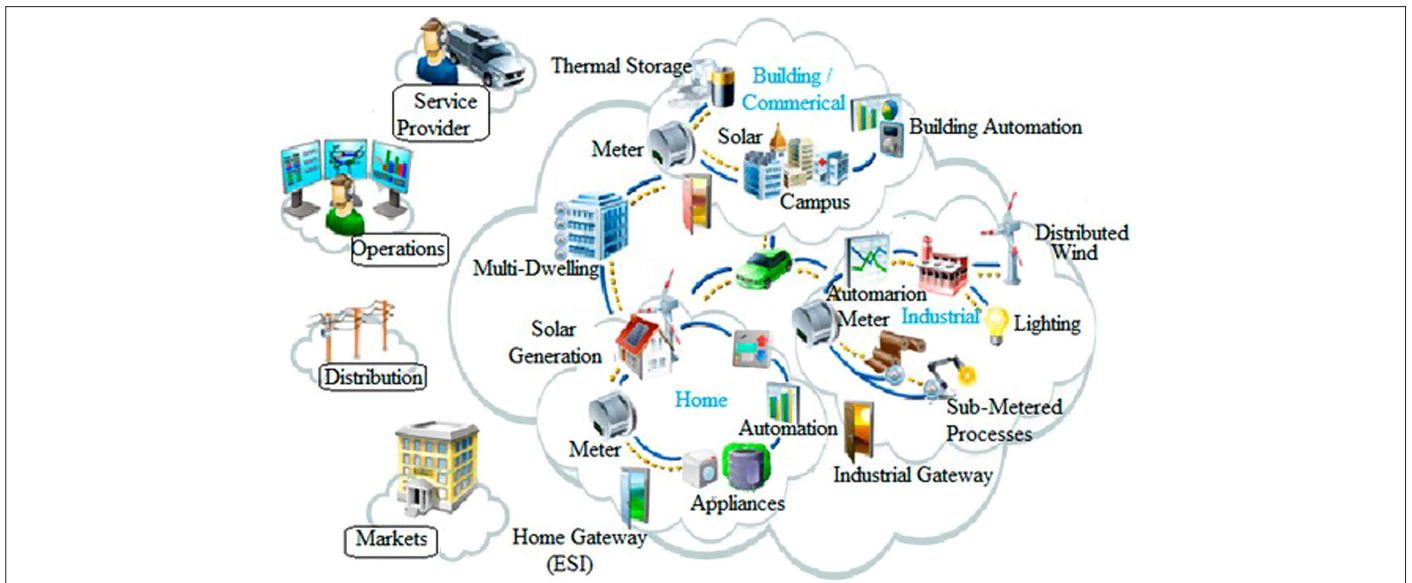 Service
Provider
Operations
Distribution
Markets
Thermal Storage
Building /
Commerical
Building Automation
Meter
Solar
Campus
Multi-Dwelling
Distributed
Wind
Automarion
Meter
Industrial
Lighting
Sub-Metered
Processes
Industrial Gateway
Solar
Generation
Home
Automation
Meter
Appliances
Home Gateway
(ESI)